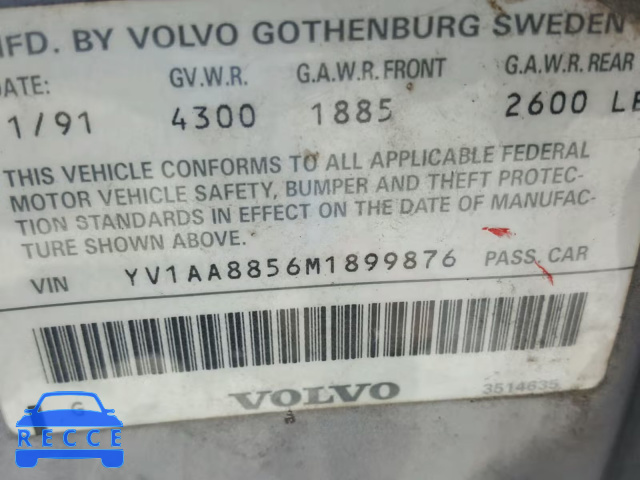 MFD. BY VOLVO GOTHENBURG SWEDEN
DATE: GV.W.R. G.A.W.R. FRONT G.A.W.R. REAR
1/91 4300 1885 2600 LB
THIS VEHICLE CONFORMS TO ALL APPLICABLE FEDERAL
MOTOR VEHICLE SAFETY, BUMPER AND THEFT PROTEC-
TION STANDARDS IN EFFECT ON THE DATE OF MANUFAC-
TURE SHOWN ABOVE.
VIN YV1AA8856M1899876 PASS. CAR
G VOLVO 3514635
RECCE